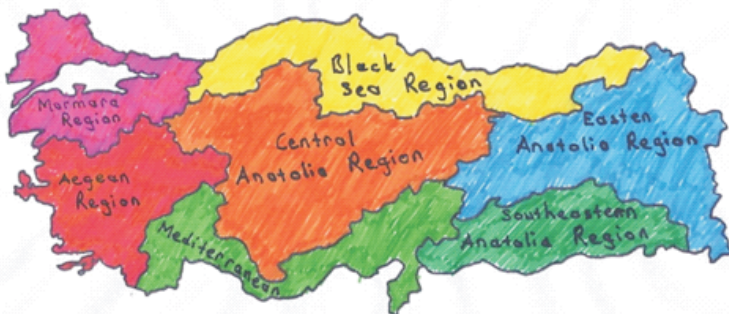 Black
sea Region
Marmara
Region
Easten
Anatolia Region
Central
Anatolia Region
Aegean
Region
Southeastern
Anatolia Region
Mediterranean